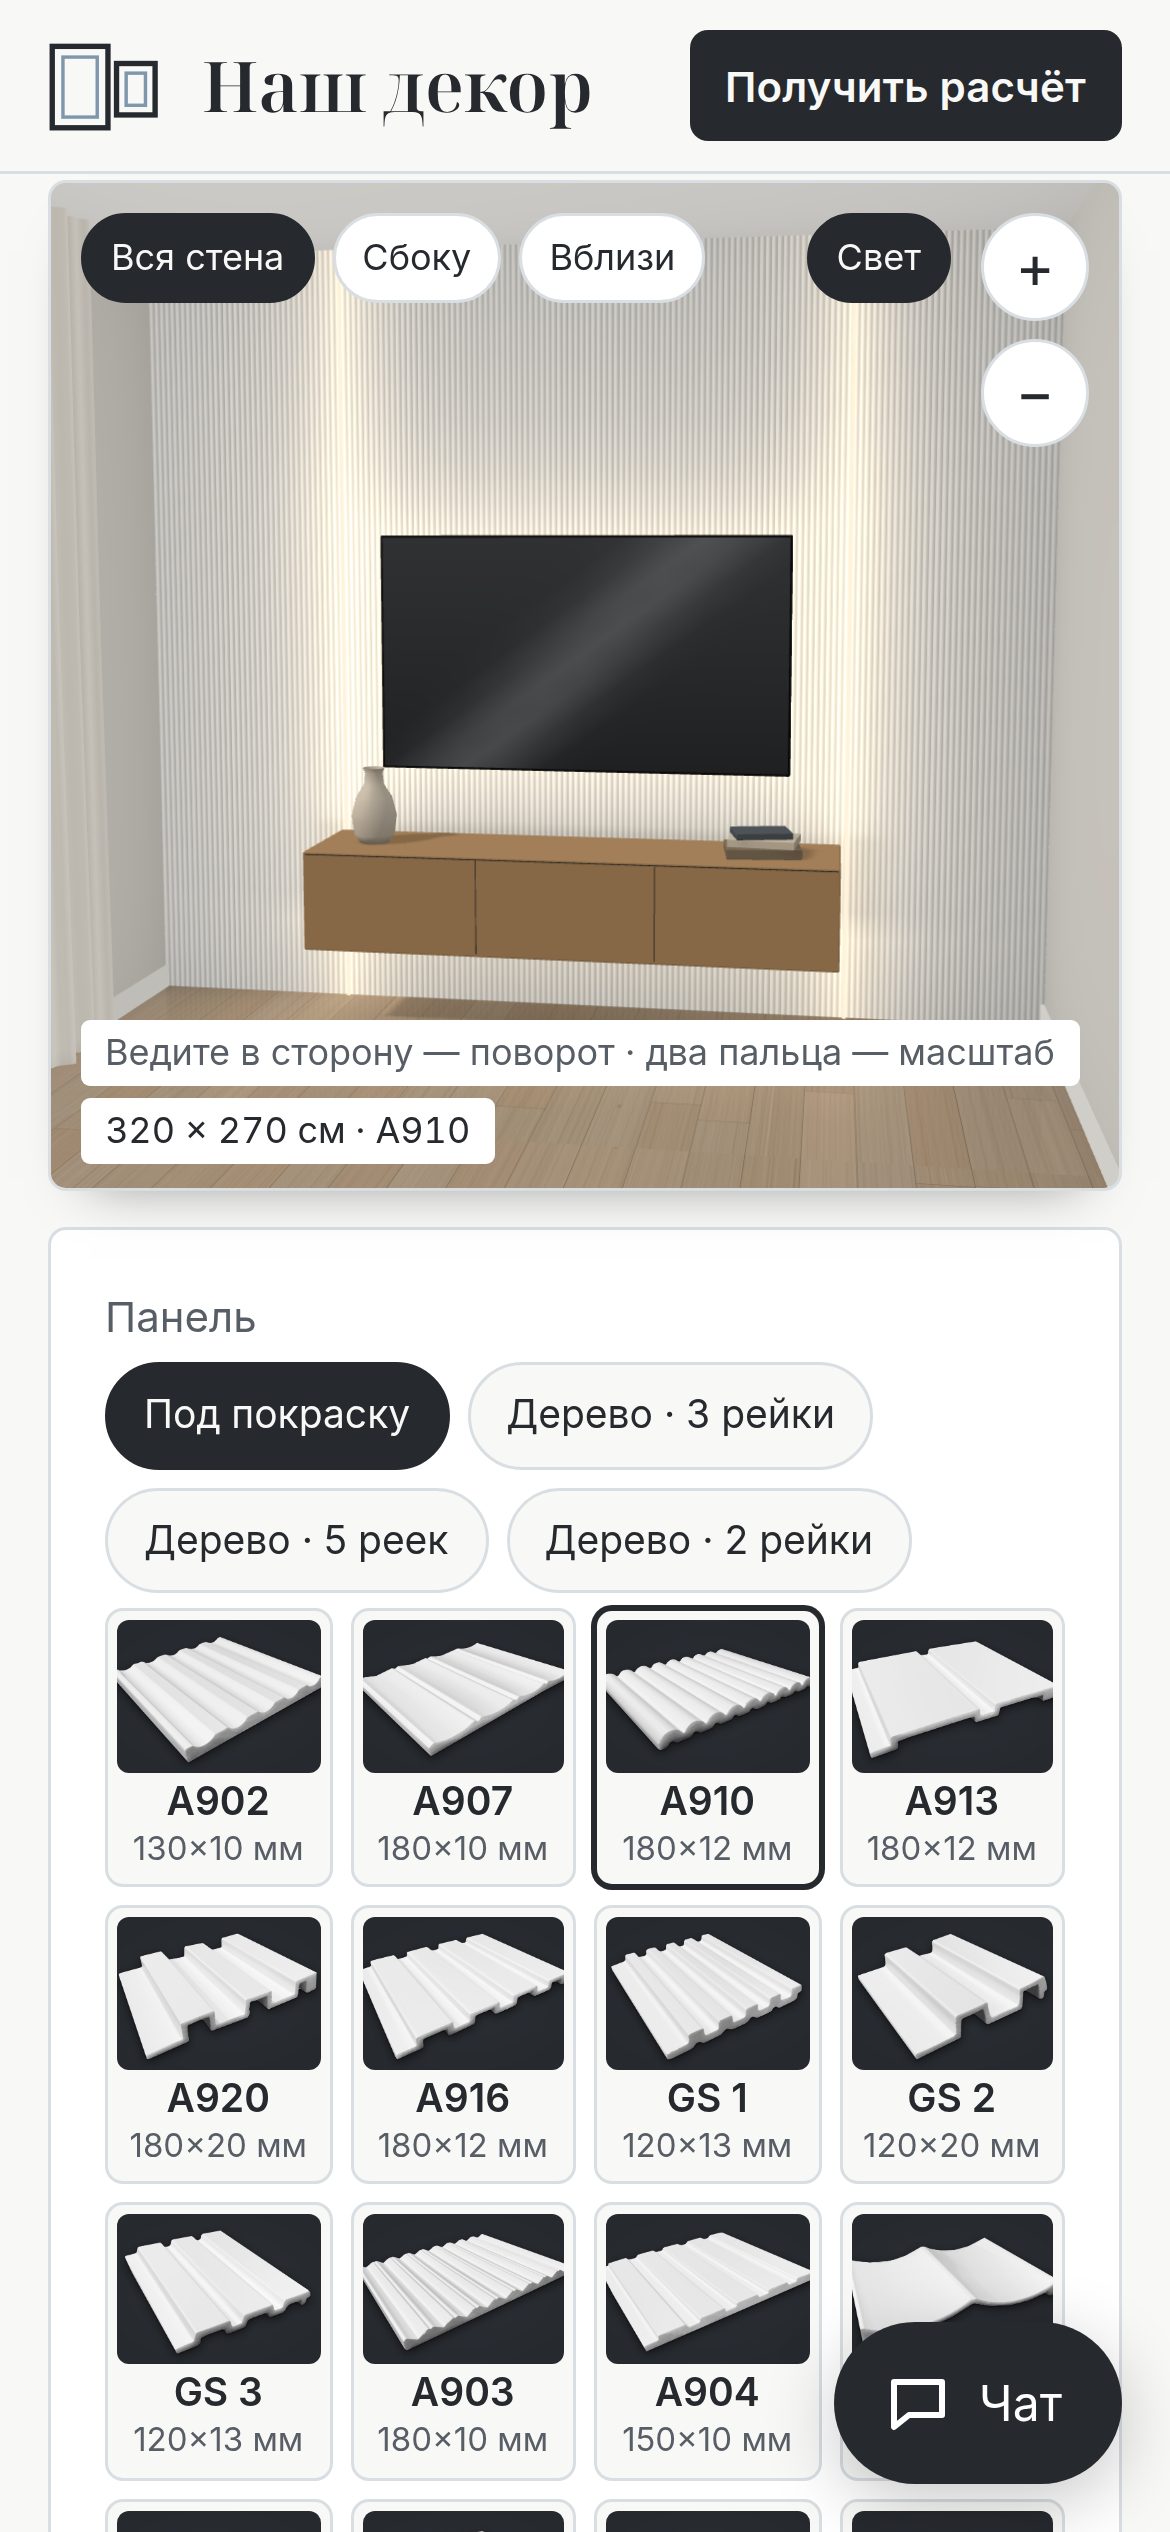 Наш декор
Получить расчёт
Вся стена
Сбоку
Вблизи
Свет
+
−
Ведите в сторону — поворот · два пальца — масштаб
320 × 270 см · A910
Панель
Под покраску
Дерево · 3 рейки
Дерево · 5 реек
Дерево · 2 рейки
A902
130×10 мм
A907
180×10 мм
A910
180×12 мм
A913
180×12 мм
A920
180×20 мм
A916
180×12 мм
GS 1
120×13 мм
GS 2
120×20 мм
GS 3
120×13 мм
A903
180×10 мм
A904
150×10 мм
Чат